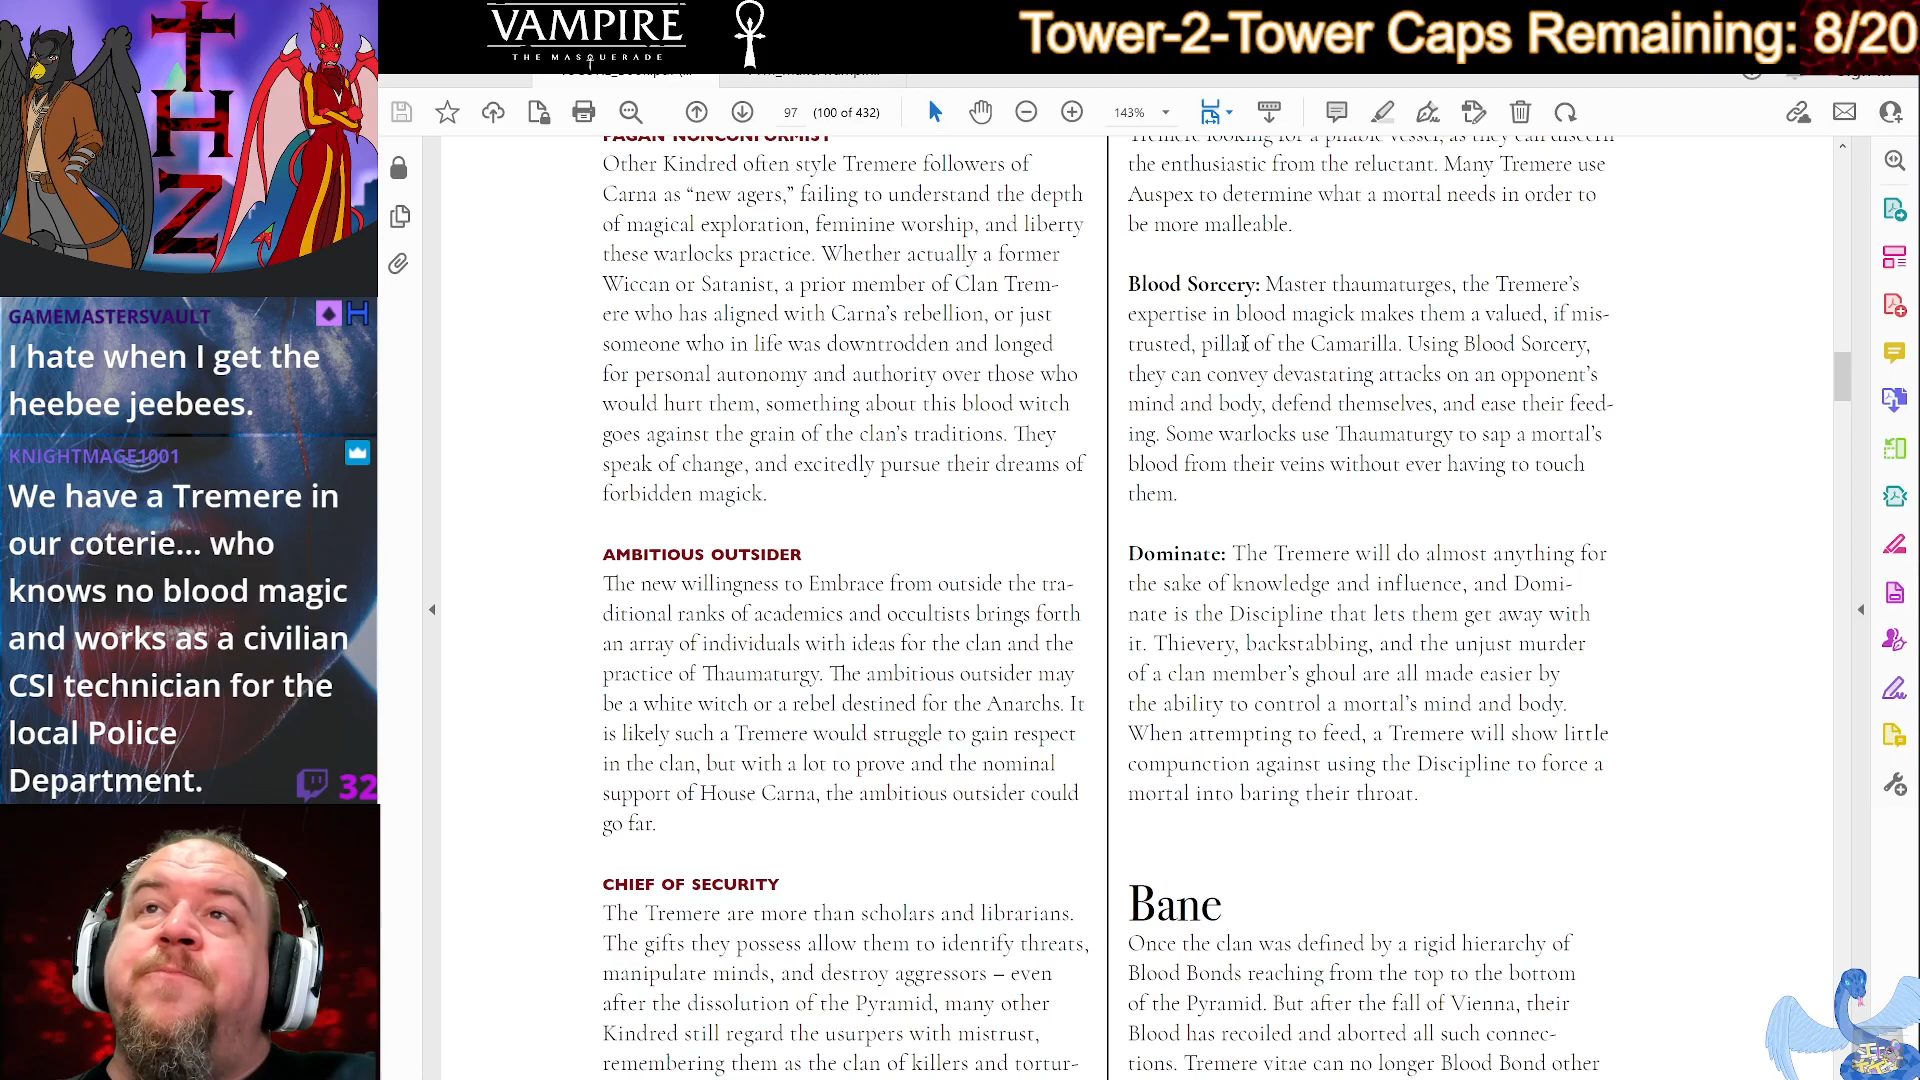 VAMPIRE
THE MASQUERADE
Tower-2-Tower Caps Remaining: 8/20
T
H
Z
97 (100 of 432)
143%
GAMEMASTERSVAULT
I hate when I get the
heebee jeebees.
KNIGHTMAGE1001
We have a Tremere in
our coterie... who
knows no blood magic
and works as a civilian
CSI technician for the
local Police
Department.
32
PAGAN NONCONFORMIST
Other Kindred often style Tremere followers of
Carna as “new agers,” failing to understand the depth
of magical exploration, feminine worship, and liberty
these warlocks practice. Whether actually a former
Wiccan or Satanist, a prior member of Clan Trem-
ere who has aligned with Carna’s rebellion, or just
someone who in life was downtrodden and longed
for personal autonomy and authority over those who
would hurt them, something about this blood witch
goes against the grain of the clan’s traditions. They
speak of change, and excitedly pursue their dreams of
forbidden magick.
AMBITIOUS OUTSIDER
The new willingness to Embrace from outside the tra-
ditional ranks of academics and occultists brings forth
an array of individuals with ideas for the clan and the
practice of Thaumaturgy. The ambitious outsider may
be a white witch or a rebel destined for the Anarchs. It
is likely such a Tremere would struggle to gain respect
in the clan, but with a lot to prove and the nominal
support of House Carna, the ambitious outsider could
go far.
CHIEF OF SECURITY
The Tremere are more than scholars and librarians.
The gifts they possess allow them to identify threats,
manipulate minds, and destroy aggressors – even
after the dissolution of the Pyramid, many other
Kindred still regard the usurpers with mistrust,
remembering them as the clan of killers and tortur-
Tremere looking for a pliable vessel, as they can discern
the enthusiastic from the reluctant. Many Tremere use
Auspex to determine what a mortal needs in order to
be more malleable.
Blood Sorcery: Master thaumaturges, the Tremere’s
expertise in blood magick makes them a valued, if mis-
trusted, pillar of the Camarilla. Using Blood Sorcery,
they can convey devastating attacks on an opponent’s
mind and body, defend themselves, and ease their feed-
ing. Some warlocks use Thaumaturgy to sap a mortal’s
blood from their veins without ever having to touch
them.
Dominate: The Tremere will do almost anything for
the sake of knowledge and influence, and Domi-
nate is the Discipline that lets them get away with
it. Thievery, backstabbing, and the unjust murder
of a clan member’s ghoul are all made easier by
the ability to control a mortal’s mind and body.
When attempting to feed, a Tremere will show little
compunction against using the Discipline to force a
mortal into baring their throat.
Bane
Once the clan was defined by a rigid hierarchy of
Blood Bonds reaching from the top to the bottom
of the Pyramid. But after the fall of Vienna, their
Blood has recoiled and aborted all such connec-
tions. Tremere vitae can no longer Blood Bond other